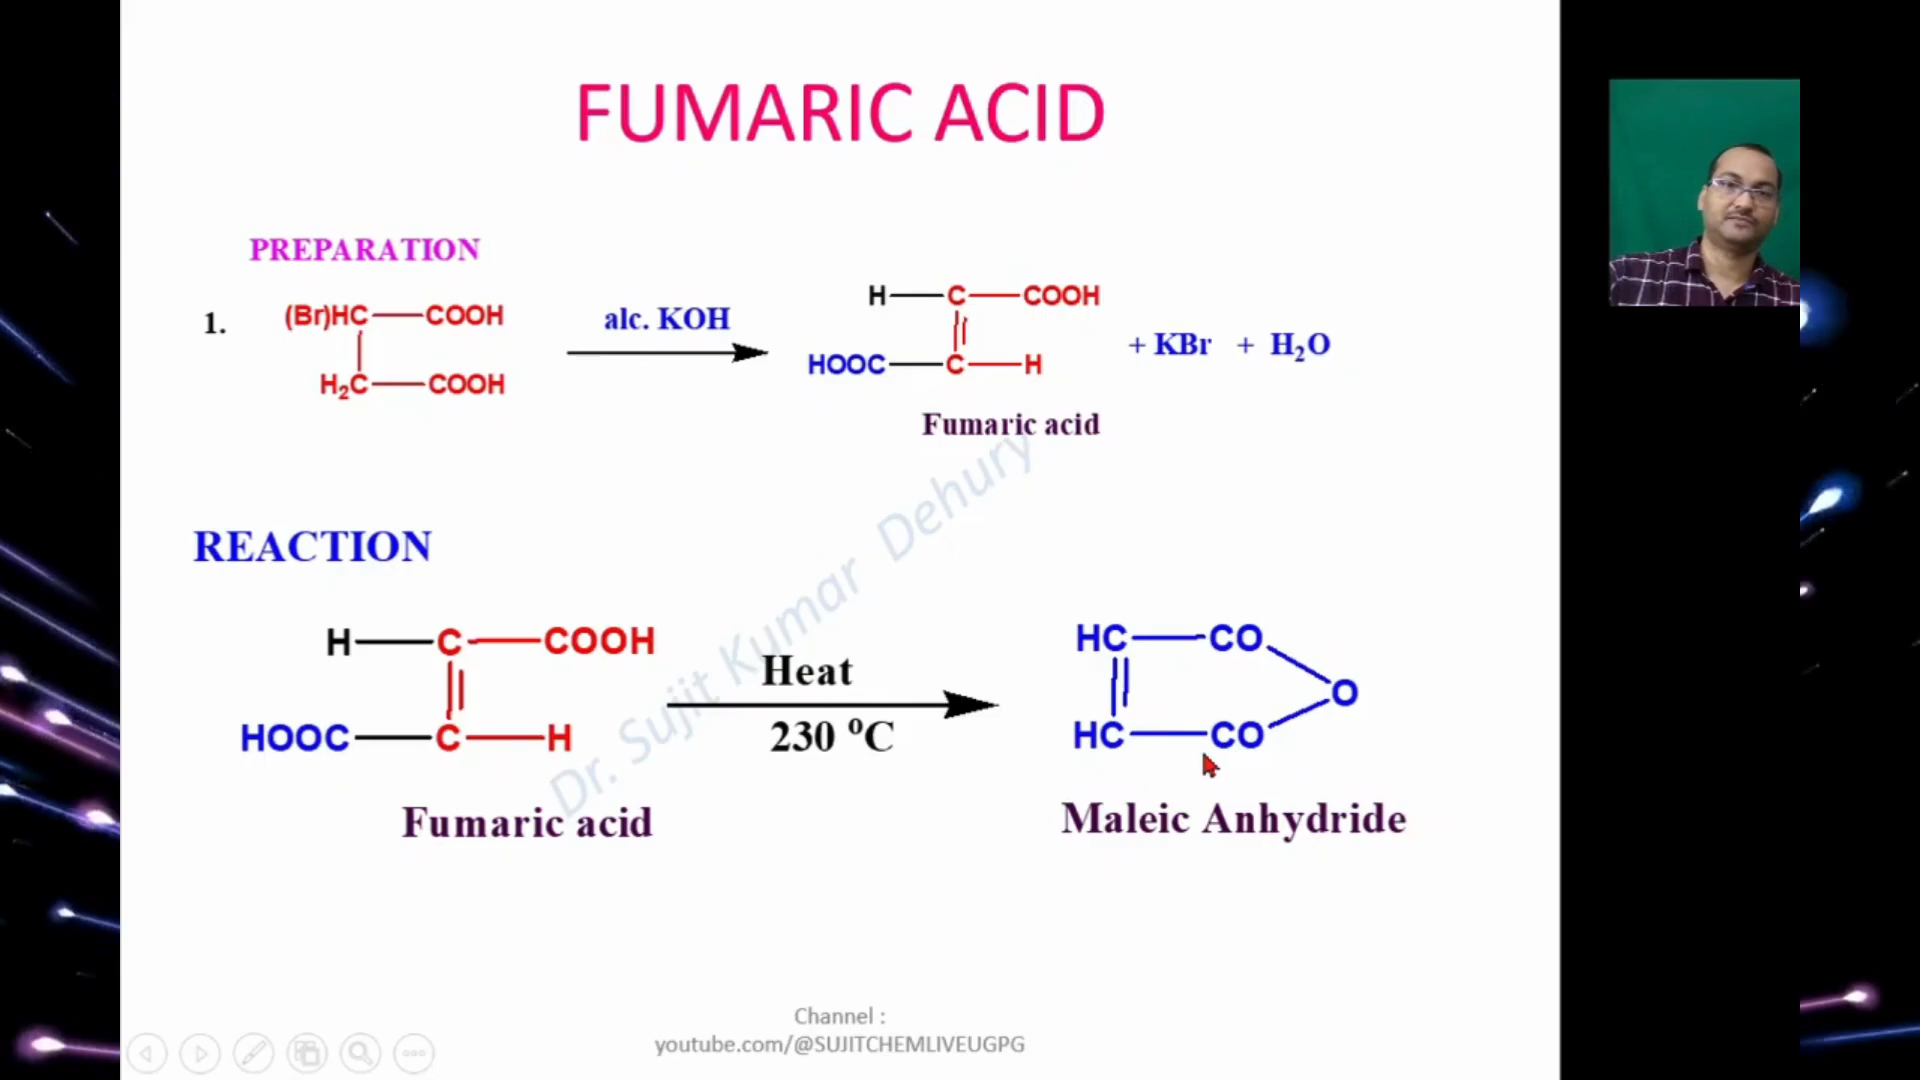 FUMARIC ACID
PREPARATION
1.
(Br)HC COOH
H₂C COOH
alc. KOH
H C COOH
HOOC C H
+ KBr + H₂O
Fumaric acid
REACTION
H C COOH
HOOC C H
Fumaric acid
Heat
230 °C
HC CO
O
HC CO
Maleic Anhydride
Dr. Sujit Kumar Dehury
Channel :
youtube.com/@SUJITCHEMLIVEUGPG